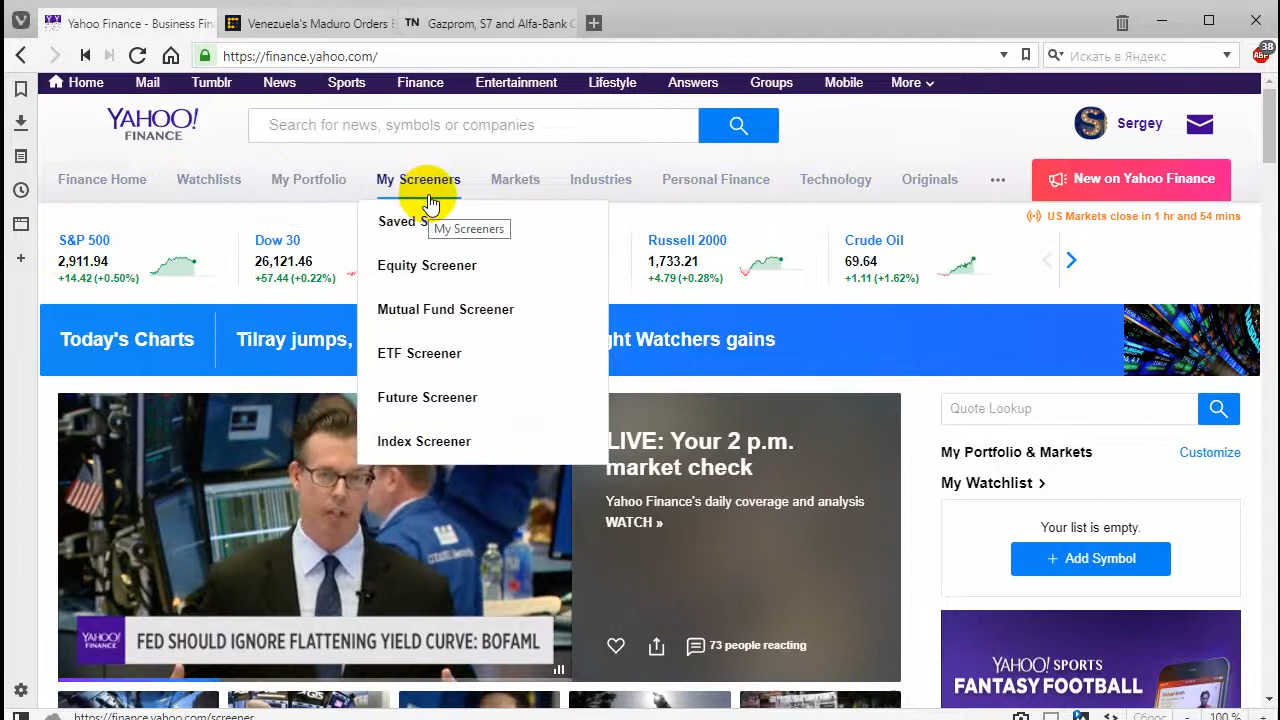 Yahoo Finance - Business Fin
Venezuela's Maduro Orders
TN Gazprom, S7 and Alfa-Bank C
https://finance.yahoo.com/
Искать в Яндекс
38
ABP
Home Mail Tumblr News Sports Finance Entertainment Lifestyle Answers Groups Mobile More
YAHOO!
FINANCE
Search for news, symbols or companies
Sergey
Finance Home Watchlists My Portfolio My Screeners Markets Industries Personal Finance Technology Originals ...
New on Yahoo Finance
US Markets close in 1 hr and 54 mins
Saved S
My Screeners
Equity Screener
Mutual Fund Screener
ETF Screener
Future Screener
Index Screener
S&P 500
2,911.94
+14.42 (+0.50%)
Dow 30
26,121.46
+57.44 (+0.22%)
Russell 2000
1,733.21
+4.79 (+0.28%)
Crude Oil
69.64
+1.11 (+1.62%)
Today's Charts
Tilray jumps,
ght Watchers gains
LIVE: Your 2 p.m.
market check
Yahoo Finance's daily coverage and analysis
WATCH »
73 people reacting
YAHOO!
FINANCE
FED SHOULD IGNORE FLATTENING YIELD CURVE: BOFAML
Quote Lookup
My Portfolio & Markets
Customize
My Watchlist >
Your list is empty.
+ Add Symbol
YAHOO! SPORTS
FANTASY FOOTBALL
https://finance.yahoo.com/screener
Сброс
100 %